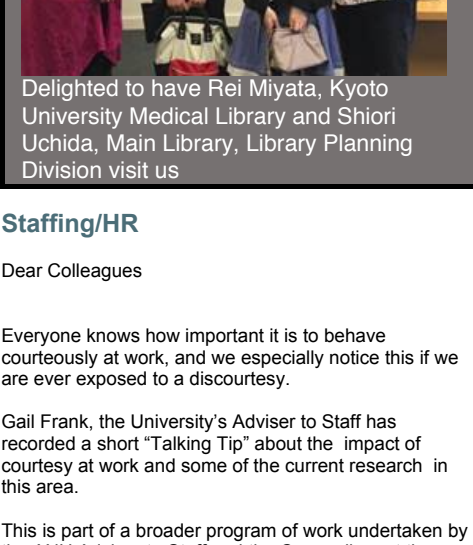 Delighted to have Rei Miyata, Kyoto
University Medical Library and Shiori
Uchida, Main Library, Library Planning
Division visit us
Staffing/HR
Dear Colleagues
Everyone knows how important it is to behave
courteously at work, and we especially notice this if we
are ever exposed to a discourtesy.
Gail Frank, the University’s Adviser to Staff has
recorded a short “Talking Tip” about the  impact of
courtesy at work and some of the current research  in
this area.
This is part of a broader program of work undertaken by